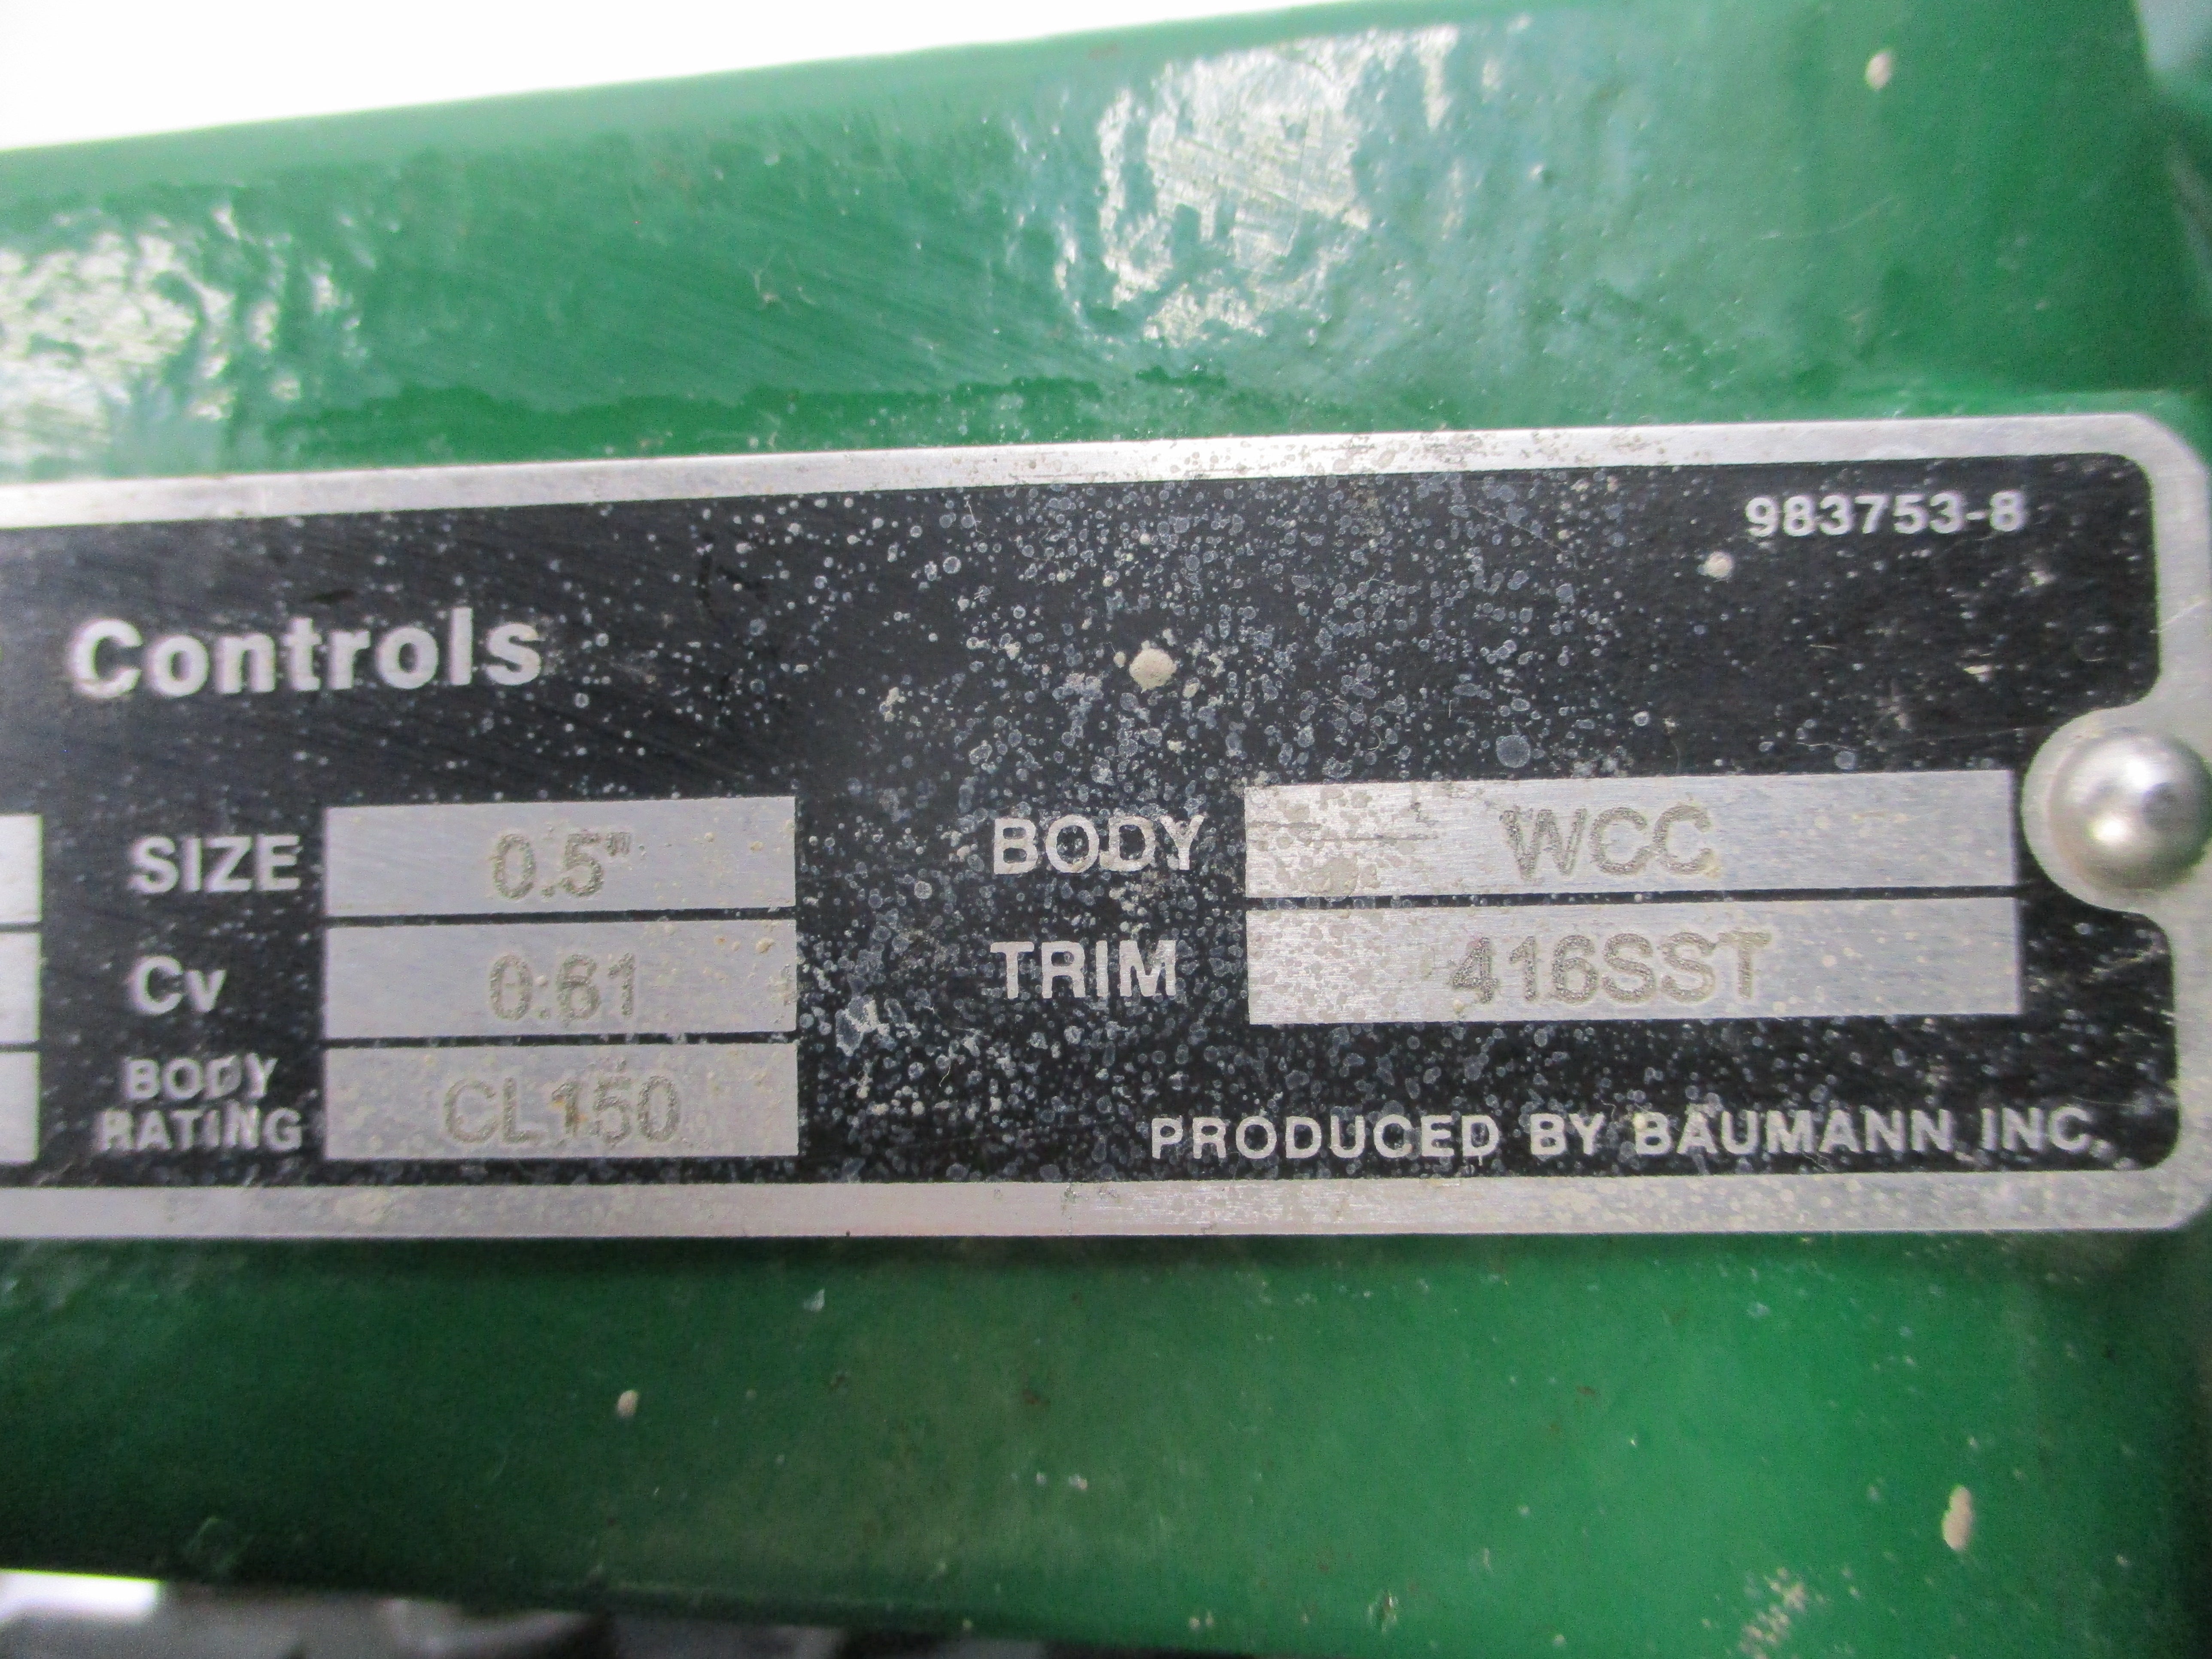 983753-8
Controls
SIZE 0.5" BODY WCC
Cv 0.61 TRIM 416SST
BODY RATING CL150
PRODUCED BY BAUMANN INC.